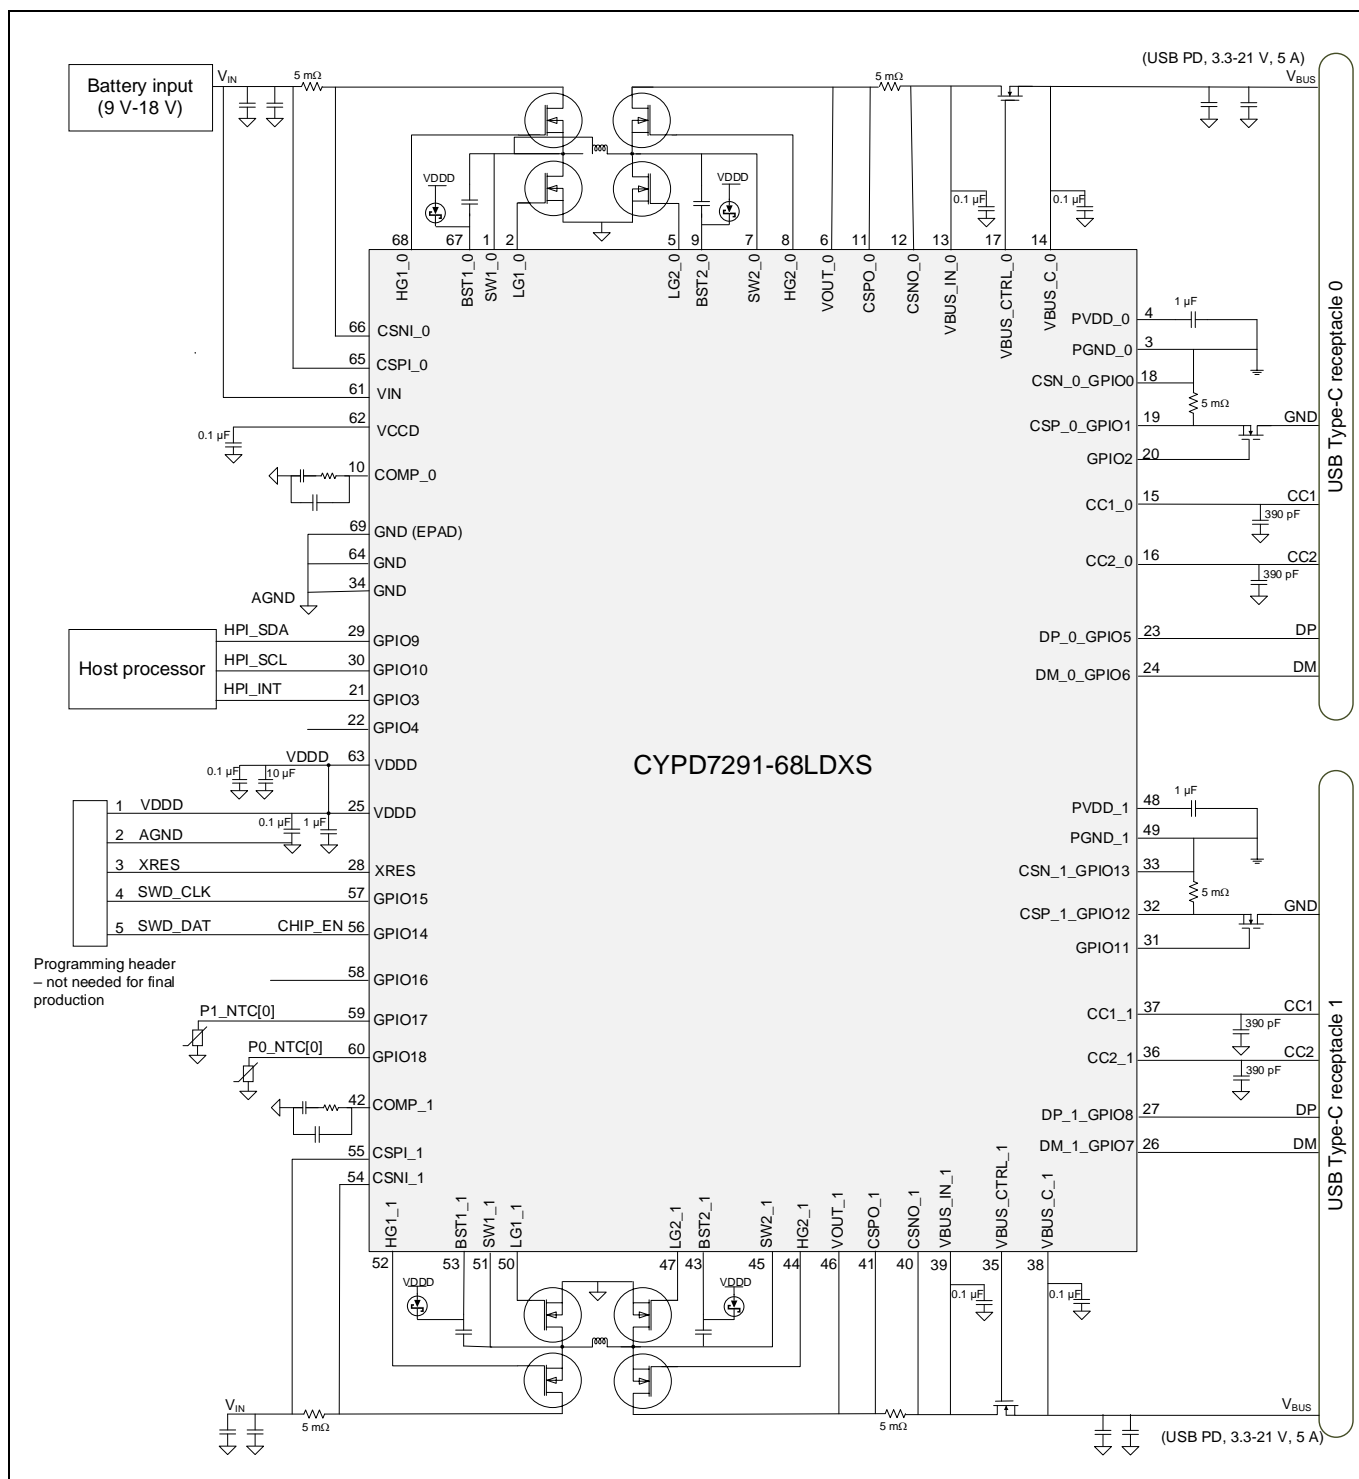 (USB PD, 3.3-21 V, 5 A)
Battery input
(9 V-18 V)
VIN
5 mΩ
5 mΩ
VBUS
VDDD
VDDD
0.1 µF
0.1 µF
68
67
1
2
5
9
7
8
6
11
12
13
17
14
HG1_0
BST1_0
SW1_0
LG1_0
LG2_0
BST2_0
SW2_0
HG2_0
VOUT_0
CSPO_0
CSNO_0
VBUS_IN_0
VBUS_CTRL_0
VBUS_C_0
66 CSNI_0
65 CSPI_0
61 VIN
62 VCCD
0.1 µF
10 COMP_0
69 GND (EPAD)
64 GND
34 GND
AGND
Host processor
HPI_SDA 29 GPIO9
HPI_SCL 30 GPIO10
HPI_INT 21 GPIO3
22 GPIO4
VDDD 63 VDDD
0.1 µF 10 µF
1 VDDD 25 VDDD
0.1 µF 1 µF
2 AGND
3 XRES 28 XRES
4 SWD_CLK 57 GPIO15
5 SWD_DAT CHIP_EN 56 GPIO14
Programming header
– not needed for final
production
58 GPIO16
P1_NTC[0] 59 GPIO17
P0_NTC[0] 60 GPIO18
42 COMP_1
55 CSPI_1
54 CSNI_1
CYPD7291-68LDXS
PVDD_0 4 1 µF
PGND_0 3
CSN_0_GPIO0 18
5 mΩ
CSP_0_GPIO1 19 GND
GPIO2 20
CC1_0 15 CC1
390 pF
CC2_0 16 CC2
390 pF
DP_0_GPIO5 23 DP
DM_0_GPIO6 24 DM
USB Type-C receptacle 0
PVDD_1 48 1 µF
PGND_1 49
CSN_1_GPIO13 33
5 mΩ
CSP_1_GPIO12 32 GND
GPIO11 31
CC1_1 37 CC1
390 pF
CC2_1 36 CC2
390 pF
DP_1_GPIO8 27 DP
DM_1_GPIO7 26 DM
USB Type-C receptacle 1
HG1_1
BST1_1
SW1_1
LG1_1
LG2_1
BST2_1
SW2_1
HG2_1
VOUT_1
CSPO_1
CSNO_1
VBUS_IN_1
VBUS_CTRL_1
VBUS_C_1
52
53
51
50
47
43
45
44
46
41
40
39
35
38
VDDD
VDDD
0.1 µF
0.1 µF
VIN
5 mΩ
5 mΩ
VBUS
(USB PD, 3.3-21 V, 5 A)